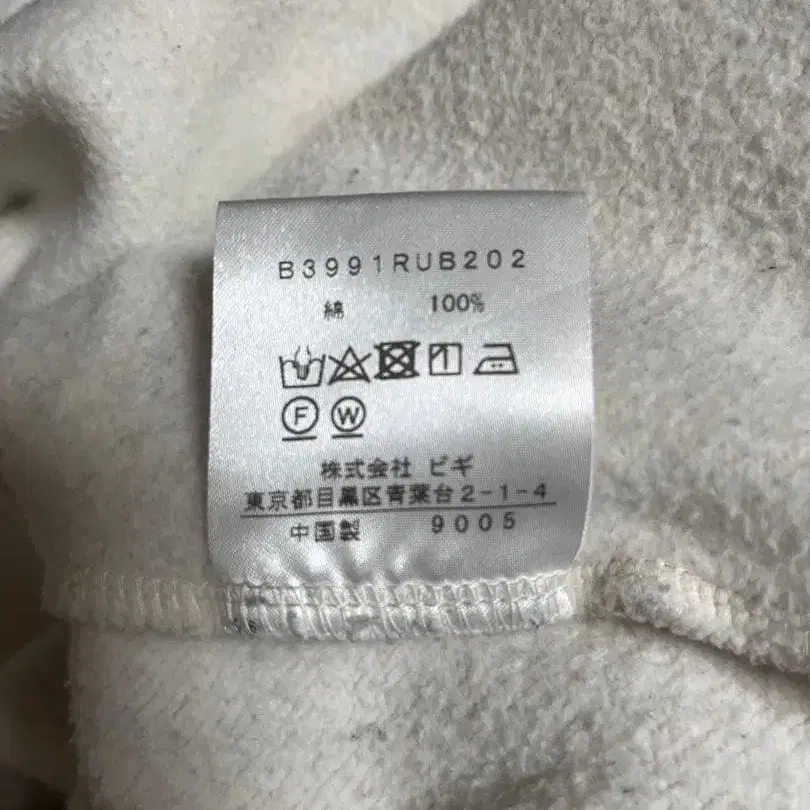 B3991RUB202
綿 100%
F W
株式会社 ビギ
東京都目黒区青葉台2-1-4
中国製 9005